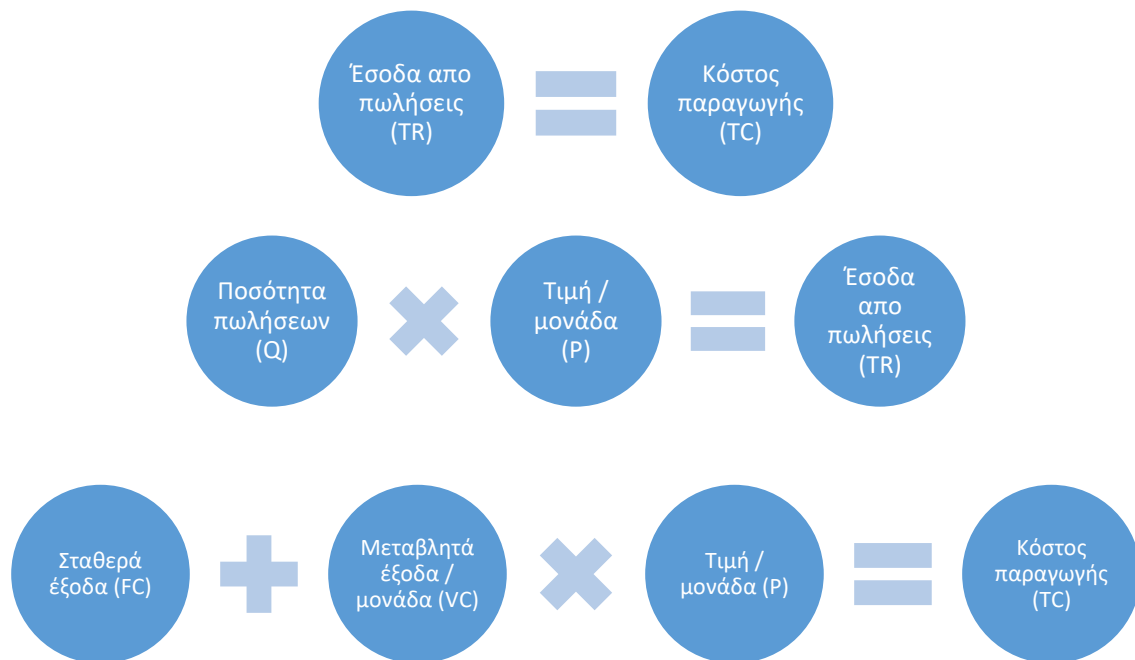 Έσοδα απο
πωλήσεις
(TR)
Κόστος
παραγωγής
(TC)
Ποσότητα
πωλήσεων
(Q)
Τιμή /
μονάδα
(P)
Έσοδα
απο
πωλήσεις
(TR)
Σταθερά
έξοδα (FC)
Μεταβλητά
έξοδα /
μονάδα (VC)
Τιμή /
μονάδα (P)
Κόστος
παραγωγής
(TC)